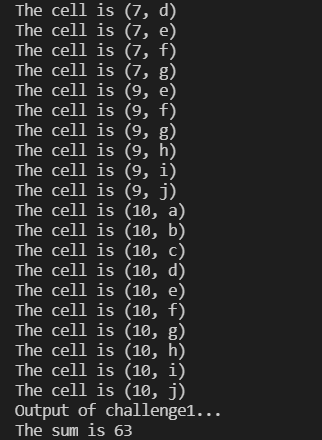 The cell is (7, d)
The cell is (7, e)
The cell is (7, f)
The cell is (7, g)
The cell is (9, e)
The cell is (9, f)
The cell is (9, g)
The cell is (9, h)
The cell is (9, i)
The cell is (9, j)
The cell is (10, a)
The cell is (10, b)
The cell is (10, c)
The cell is (10, d)
The cell is (10, e)
The cell is (10, f)
The cell is (10, g)
The cell is (10, h)
The cell is (10, i)
The cell is (10, j)
Output of challenge1...
The sum is 63